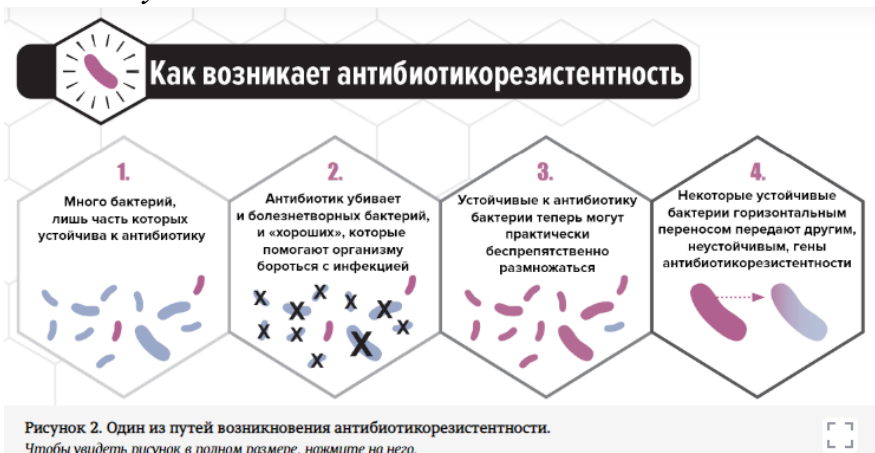 Как возникает антибиотикорезистентность
1.
Много бактерий,
лишь часть которых
устойчива к антибиотику
2.
Антибиотик убивает
и болезнетворных бактерий,
и «хороших», которые
помогают организму
бороться с инфекцией
3.
Устойчивые к антибиотику
бактерии теперь могут
практически
беспрепятственно
размножаться
4.
Некоторые устойчивые
бактерии горизонтальным
переносом передают другим,
неустойчивым, гены
антибиотикорезистентности
X X X X X X X X X X
Рисунок 2. Один из путей возникновения антибиотикорезистентности.
Чтобы увидеть рисунок в полном размере, нажмите на него.